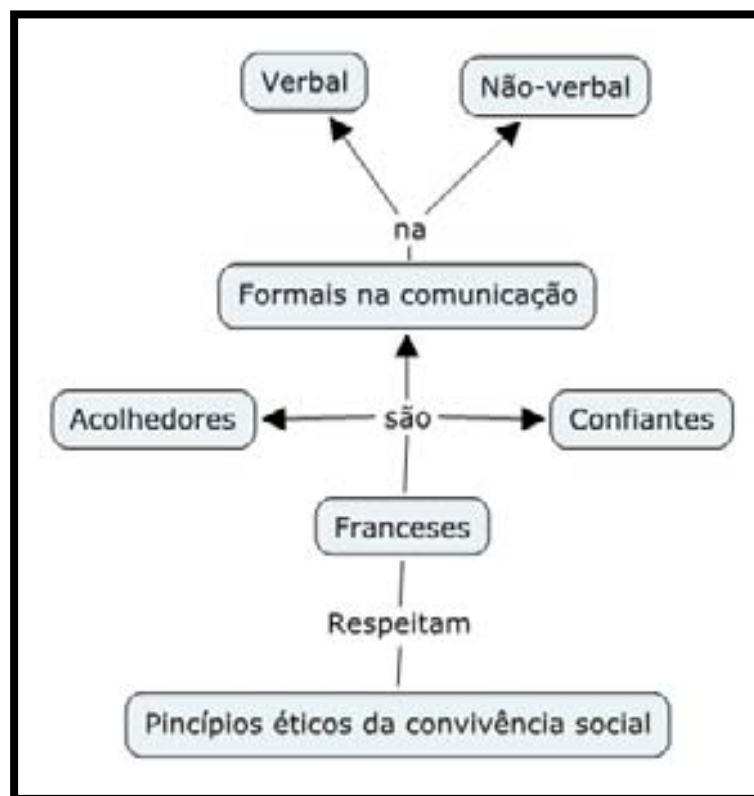 Verbal
Não-verbal
na
Formais na comunicação
Acolhedores
são
Confiantes
Franceses
Respeitam
Pincípios éticos da convivência social